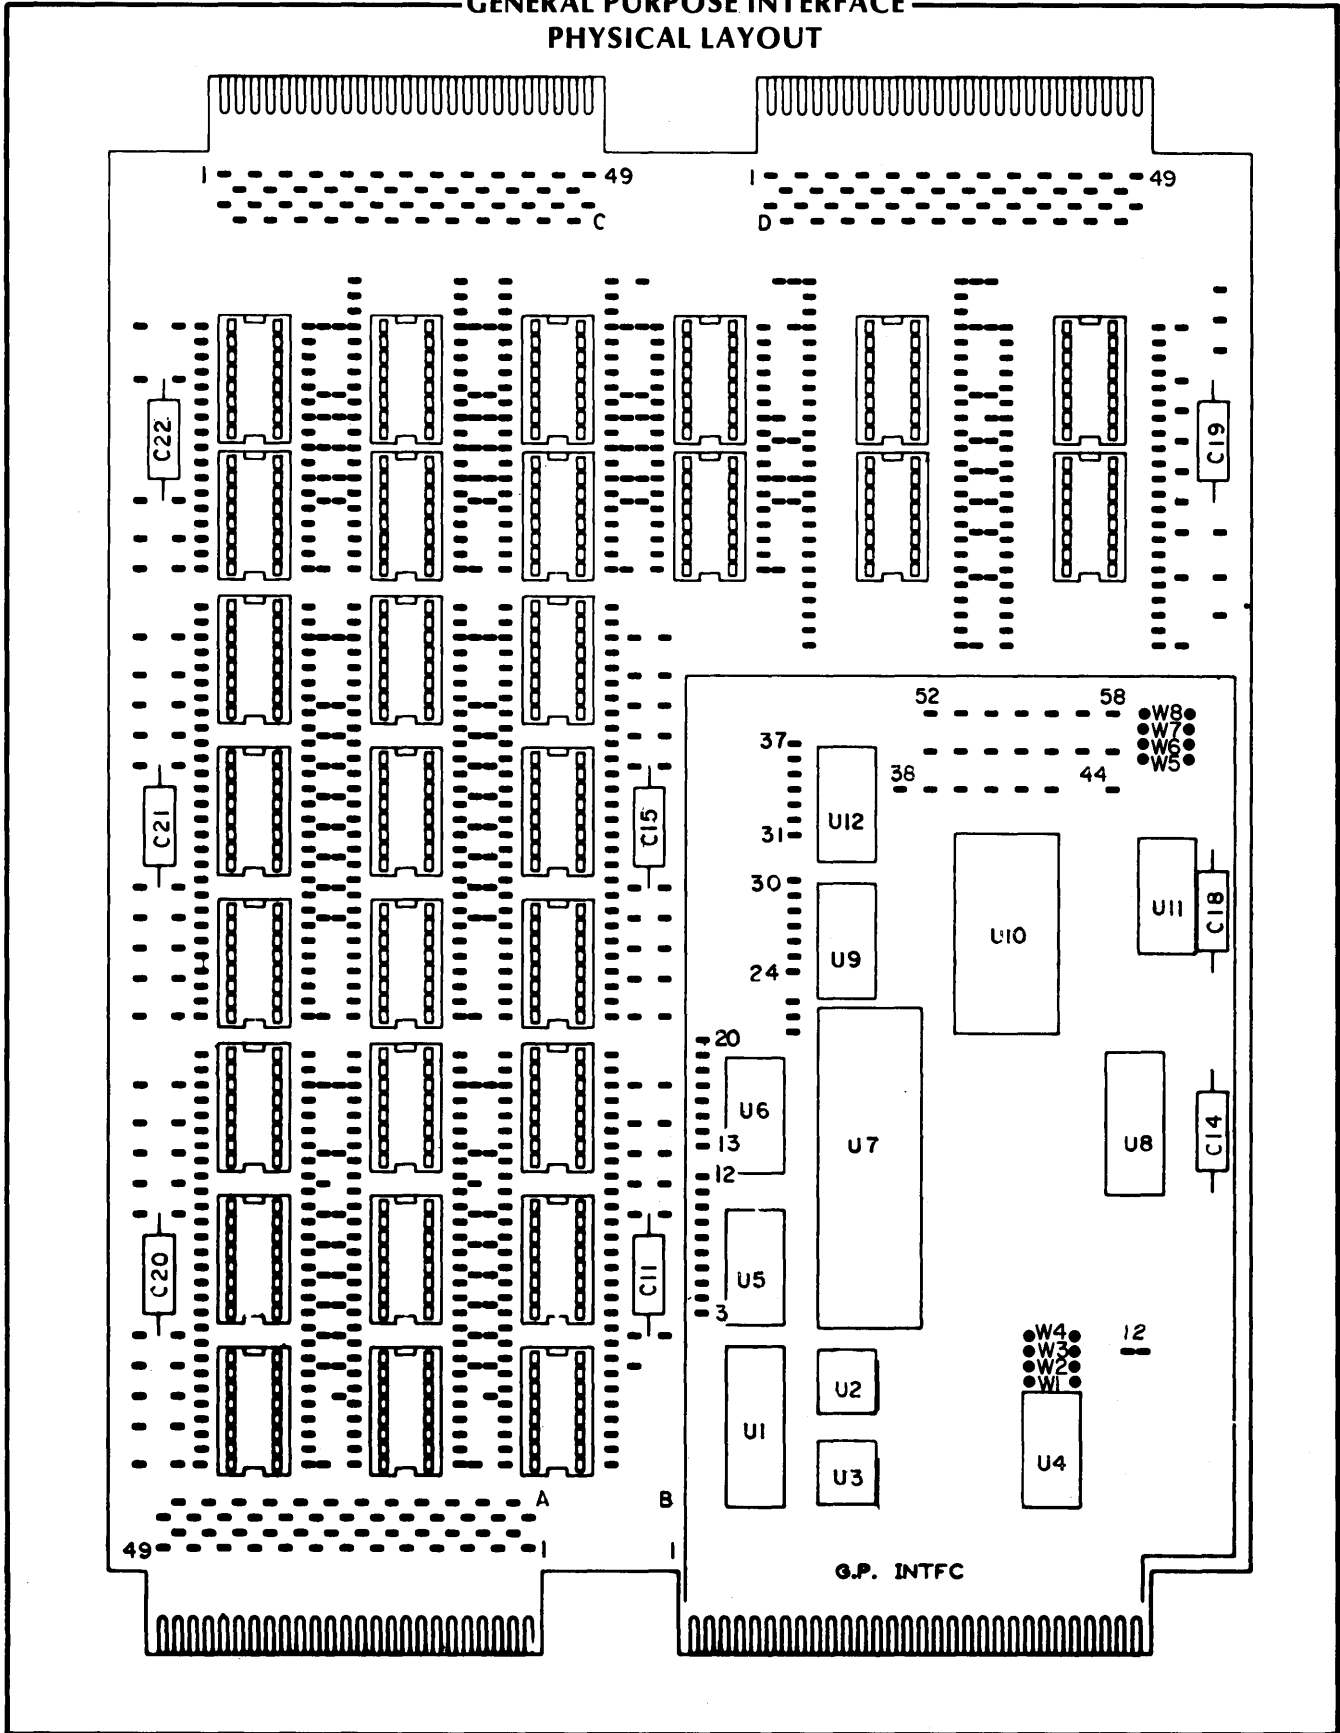 GENERAL PURPOSE INTERFACE
PHYSICAL LAYOUT
1 49 1 49
C D
C22 C19
52 58
W8
37 W7
W6
38 44 W5
C21 C15 31 U12
30
U11 C18
U9 U10
24
20
U6
13 U7 U8 C14
12
C20 C11 U5
3
W4 12
W3
W2
W1
U2
U1
U3 U4
A B
49 1 1
G.P. INTFC